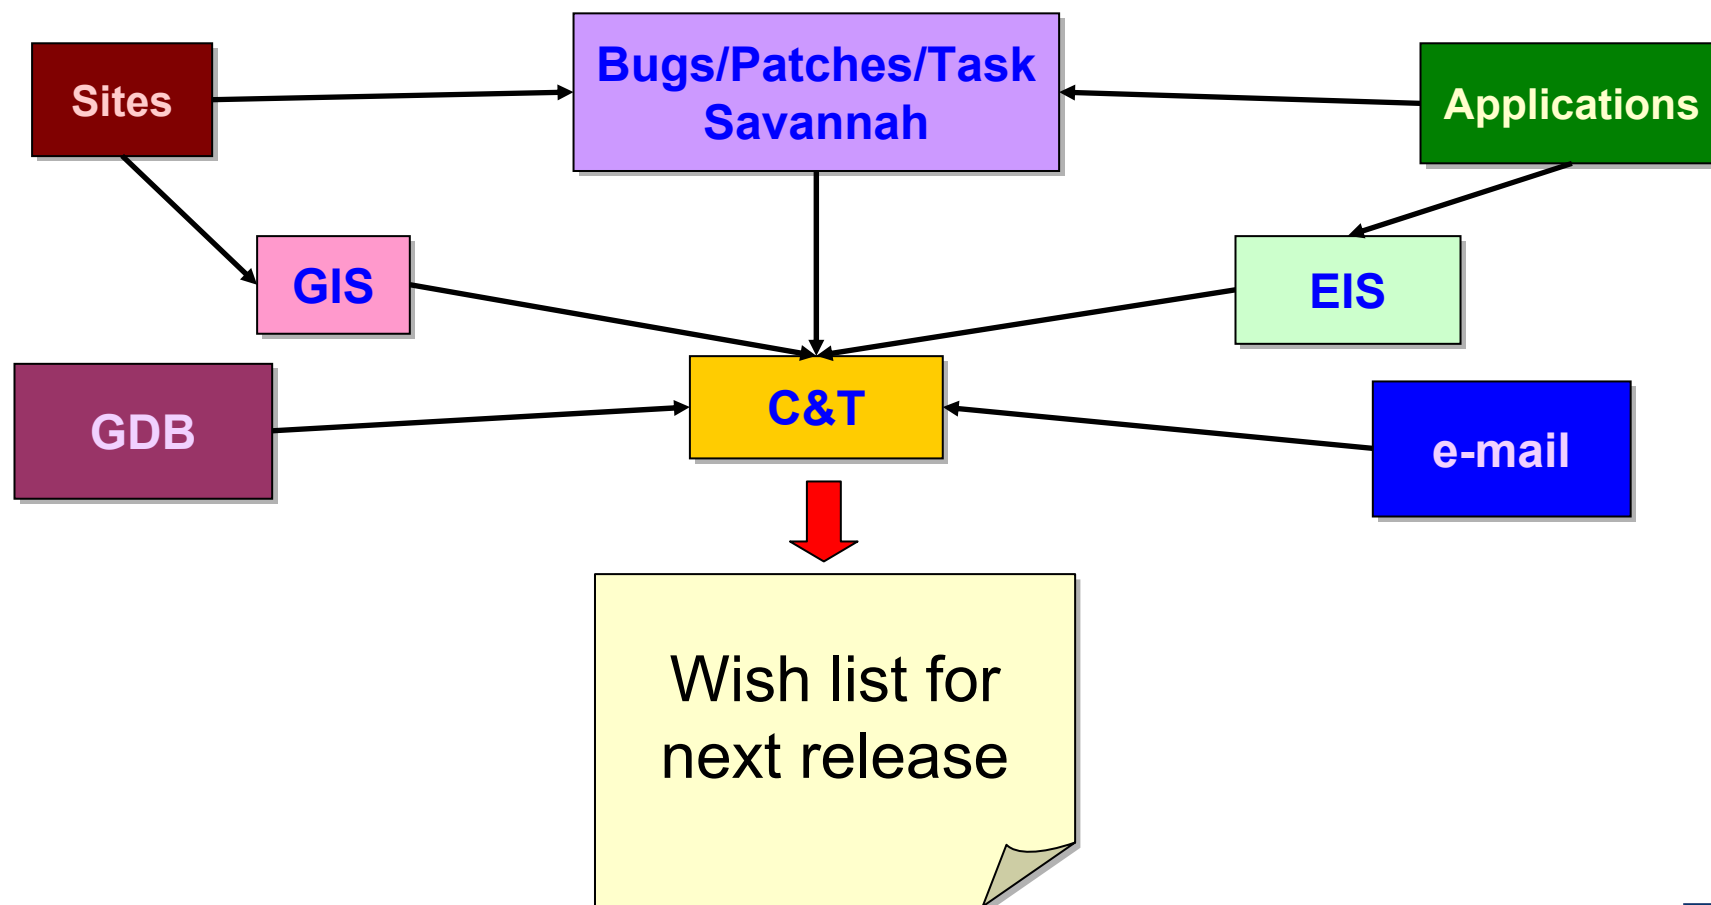 Sites
Bugs/Patches/Task
Savannah
Applications
GIS
EIS
GDB
C&T
e-mail
Wish list for
next release